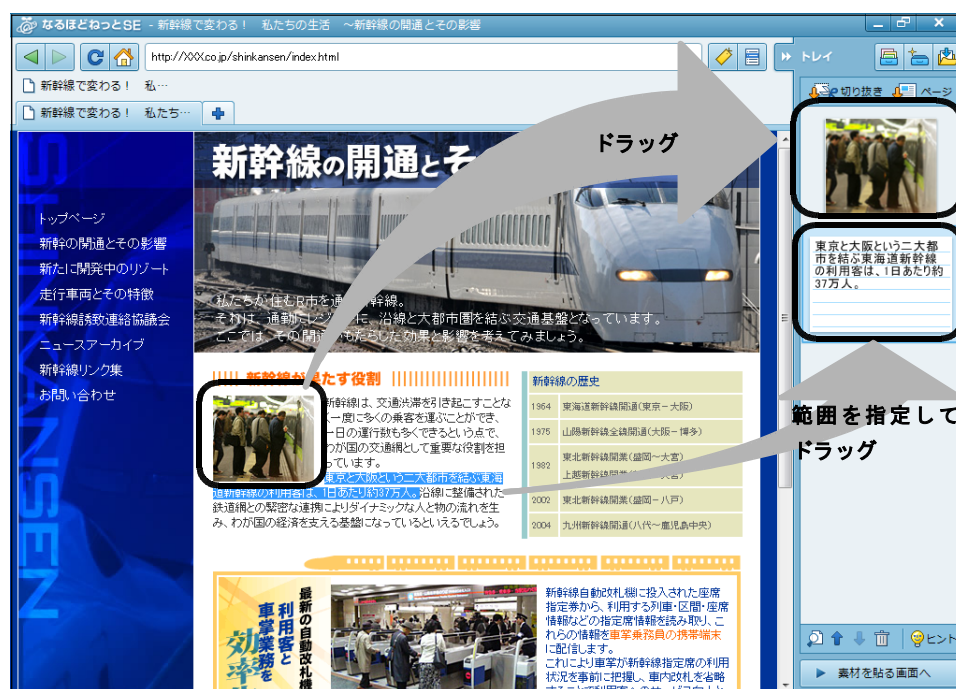 なるほどねっとSE - 新幹線で変わる！ 私たちの生活 ～新幹線の開通とその影響
http://XXX.co.jp/shinkansen/index.html
トレイ
新幹線で変わる！ 私…
切り抜き
ページ
新幹線で変わる！ 私たち…
SHINKANSEN
新幹線の開通とそ
ドラッグ
トップページ
新幹の開通とその影響
新たに開発中のリゾート
走行車両とその特徴
新幹線誘致連絡協議会
ニュースアーカイブ
新幹線リンク集
お問い合わせ
私たちが住むR市を通
幹線。
それは、通勤
に、沿線と大都市圏を結ぶ交通基盤となっています。
ここでは、その開通
もたらした効果と影響を考えてみましょう。
東京と大阪という二大都
市を結ぶ東海道新幹線
の利用客は、1日あたり約
37万人。
新幹線が
たす役割
新幹線は、交通渋滞を引き起こすことな
く一度に多くの乗客を運ぶことができ、
一日の運行数も多くできるという点で、
わが国の交通網として重要な役割を担
っています。
東京と大阪という二大都市を結ぶ東海
道新幹線の利用客は、1日あたり約37万人。沿線に整備された
鉄道網との緊密な連携によりダイナミックな人と物の流れを生
み、わが国の経済を支える基盤になっているといえるでしょう。
新幹線の歴史
1964 東海道新幹線開通(東京－大阪)
1975 山陽新幹線全線開通(大阪－博多)
1982 東北新幹線開業(盛岡～大宮)
上越新幹線開業
2002 東北新幹線開業(盛岡－八戸)
2004 九州新幹線開通(八代～鹿児島中央)
範囲を指定して
ドラッグ
最新の自動改札機
利用客と
車掌業務を
効率
新幹線自動改札機に投入された座席
指定券から、利用する列車・区間・座席
情報などの指定席情報を読み取り、こ
れらの情報を車掌乗務員の携帯端末
に配信します。
これにより車掌が新幹線指定席の利用
状況を事前に把握し、車内改札を省略
ヒント
素材を貼る画面へ